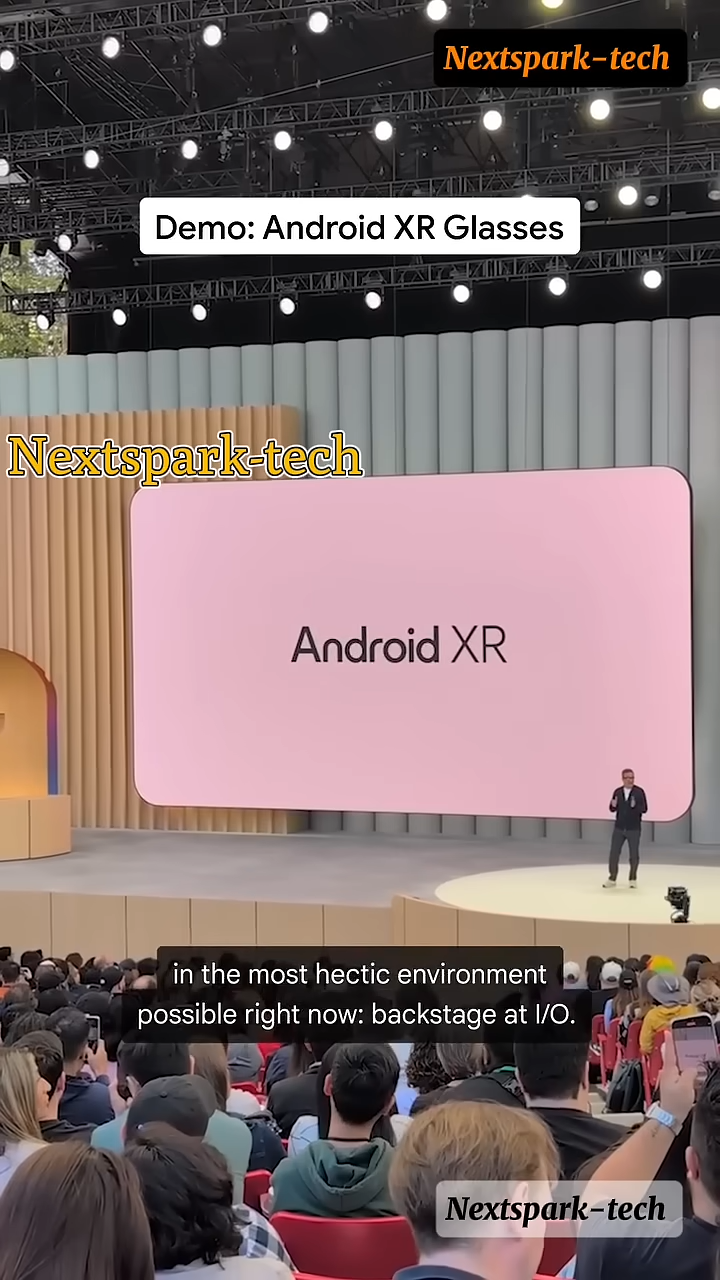 Nextspark-tech
Demo: Android XR Glasses
Nextspark-tech
Android XR
in the most hectic environment
possible right now: backstage at I/O.
Nextspark-tech